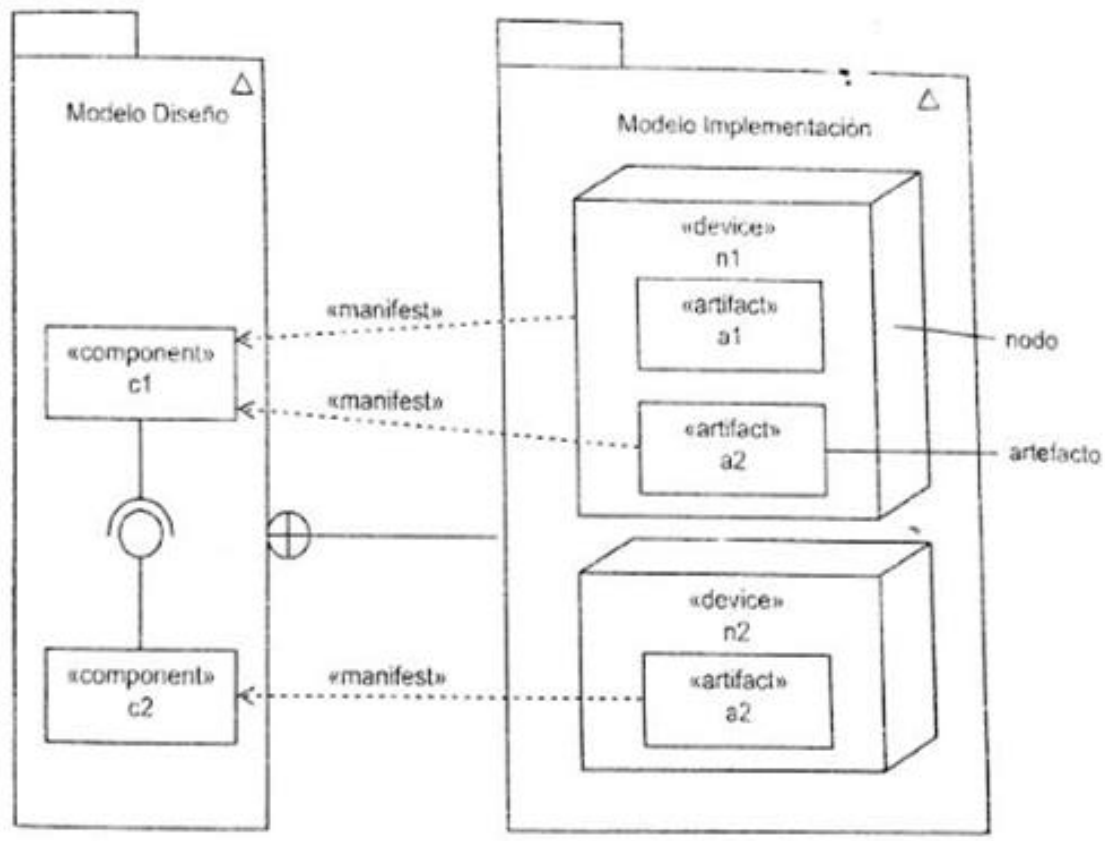 Modelo Diseño
Modelo Implementación
«device»
n1
«manifest»
«artifact»
a1
nodo
«component»
c1
«manifest»
«artifact»
a2
artefacto
«device»
n2
«component»
c2
«manifest»
«artifact»
a2